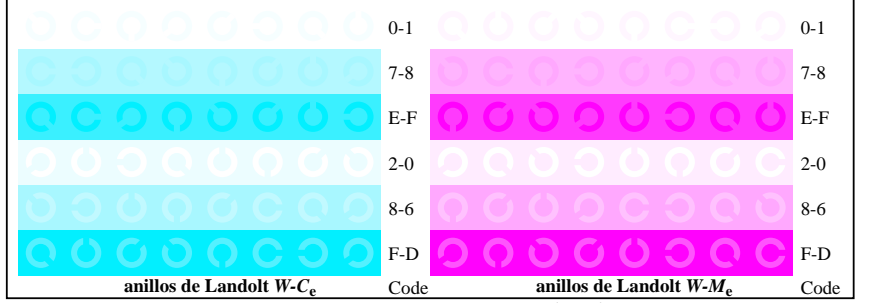 0-1 0-1
7-8 7-8
E-F E-F
2-0 2-0
8-6 8-6
F-D F-D
anillos de Landolt W-Ce Code anillos de Landolt W-Me Code